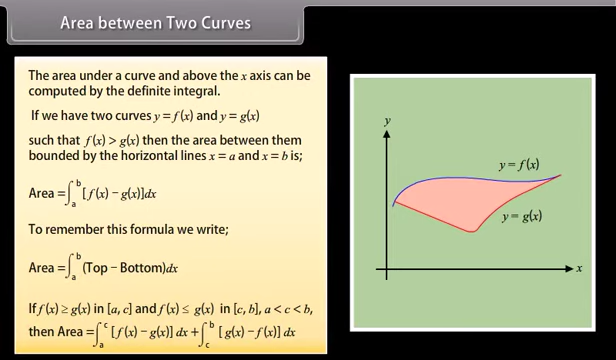 Area between Two Curves
The area under a curve and above the x axis can be
computed by the definite integral.
If we have two curves y = f(x) and y = g(x)
such that f(x) > g(x) then the area between them
bounded by the horizontal lines x = a and x = b is;
Area = ∫_a^b [f(x) − g(x)]dx
To remember this formula we write;
Area = ∫_a^b (Top − Bottom)dx
If f(x) ≥ g(x) in [a, c] and f(x) ≤ g(x) in [c, b], a < c < b,
then Area = ∫_a^c [f(x) − g(x)] dx + ∫_c^b [g(x) − f(x)] dx
y
y = f(x)
y = g(x)
x